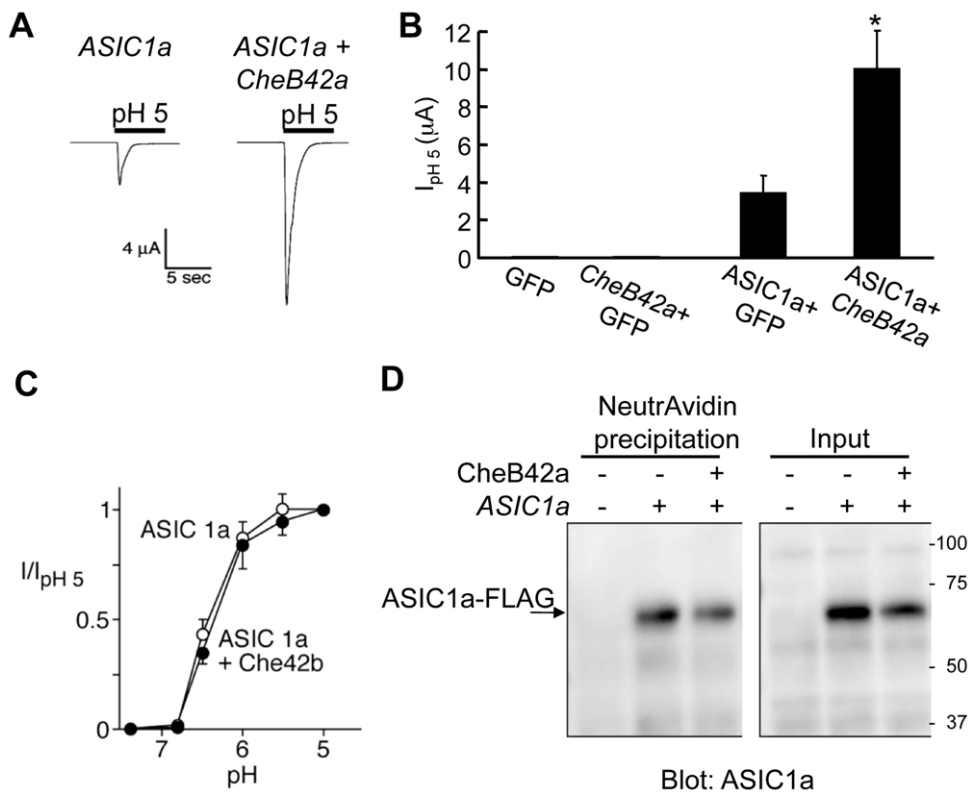 A
ASIC1a
ASIC1a +
CheB42a
pH 5
pH 5
4 μA
5 sec
B
12
10
8
6
4
2
0
I pH 5 (μA)
*
GFP
CheB42a+
GFP
ASIC1a+
GFP
ASIC1a+
CheB42a
C
1
0.5
0
I/I pH 5
ASIC 1a
ASIC 1a
+ Che42b
7
6
5
pH
D
NeutrAvidin
precipitation
Input
CheB42a - - + - - +
ASIC1a - + + - + +
ASIC1a-FLAG
-100
-75
-50
-37
Blot: ASIC1a